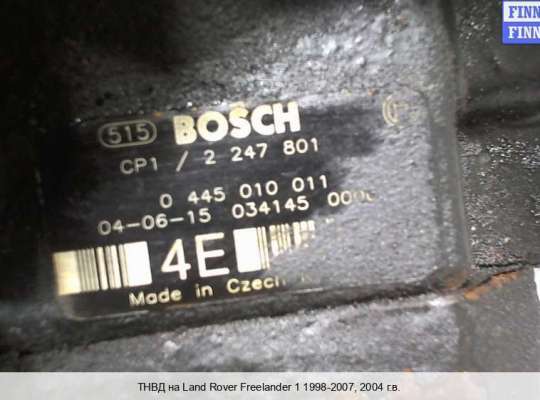 FINN
FINN
515 BOSCH
CP1 / 2 247 801
0 445 010 011
04-06-15 034145
4E
Made in Czech
ТНВД на Land Rover Freelander 1 1998-2007, 2004 г.в.